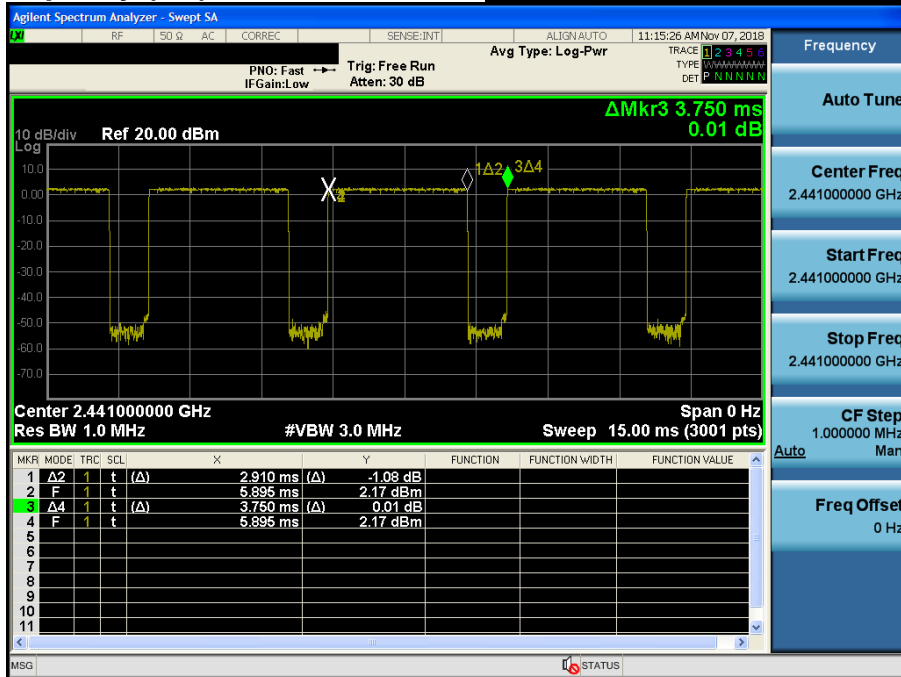 Agilent Spectrum Analyzer - Swept SA
LXI RF 50 Ω AC CORREC SENSE:INT ALIGN AUTO 11:15:26 AM Nov 07, 2018
Avg Type: Log-Pwr TRACE 1 2 3 4 5 6
PNO: Fast Trig: Free Run TYPE WWWWWW
IFGain:Low Atten: 30 dB DET P N N N N N
ΔMkr3 3.750 ms
0.01 dB
10 dB/div Ref 20.00 dBm
Log
10.0
0.00
-10.0
-20.0
-30.0
-40.0
-50.0
-60.0
-70.0
X
1Δ2 3Δ4
Center 2.441000000 GHz Span 0 Hz
Res BW 1.0 MHz #VBW 3.0 MHz Sweep 15.00 ms (3001 pts)
MKR MODE TRC SCL X Y FUNCTION FUNCTION WIDTH FUNCTION VALUE
1 Δ2 1 t (Δ) 2.910 ms (Δ) -1.08 dB
2 F 1 t 5.895 ms 2.17 dBm
3 Δ4 1 t (Δ) 3.750 ms (Δ) 0.01 dB
4 F 1 t 5.895 ms 2.17 dBm
5
6
7
8
9
10
11
MSG STATUS
Frequency
Auto Tune
Center Freq
2.441000000 GHz
Start Freq
2.441000000 GHz
Stop Freq
2.441000000 GHz
CF Step
1.000000 MHz
Auto Man
Freq Offset
0 Hz